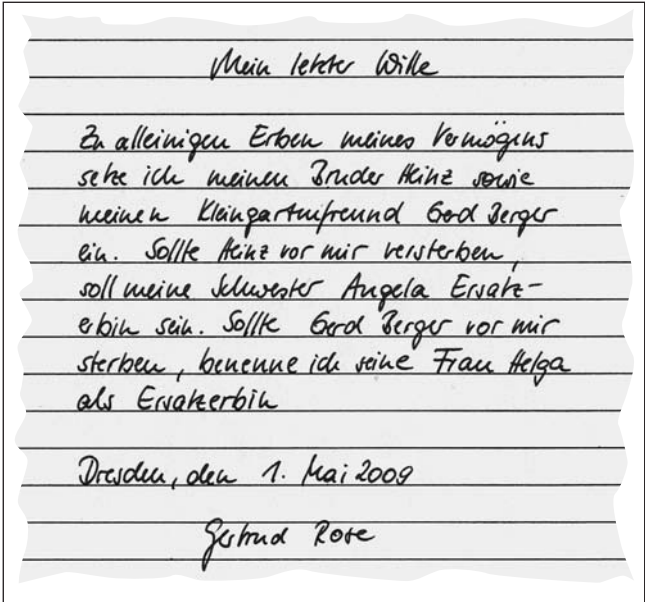 Mein letzter Wille
Zu alleinigen Erben meines Vermögens
setze ich meinen Bruder Heinz sowie
meinen Kleingartenfreund Gerd Berger
ein. Sollte Heinz vor mir versterben,
soll meine Schwester Angela Ersatz-
erbin sein. Sollte Gerd Berger vor mir
sterben, benenne ich seine Frau Helga
als Ersatzerbin
Dresden, den 1. Mai 2009
Gertrud Rose